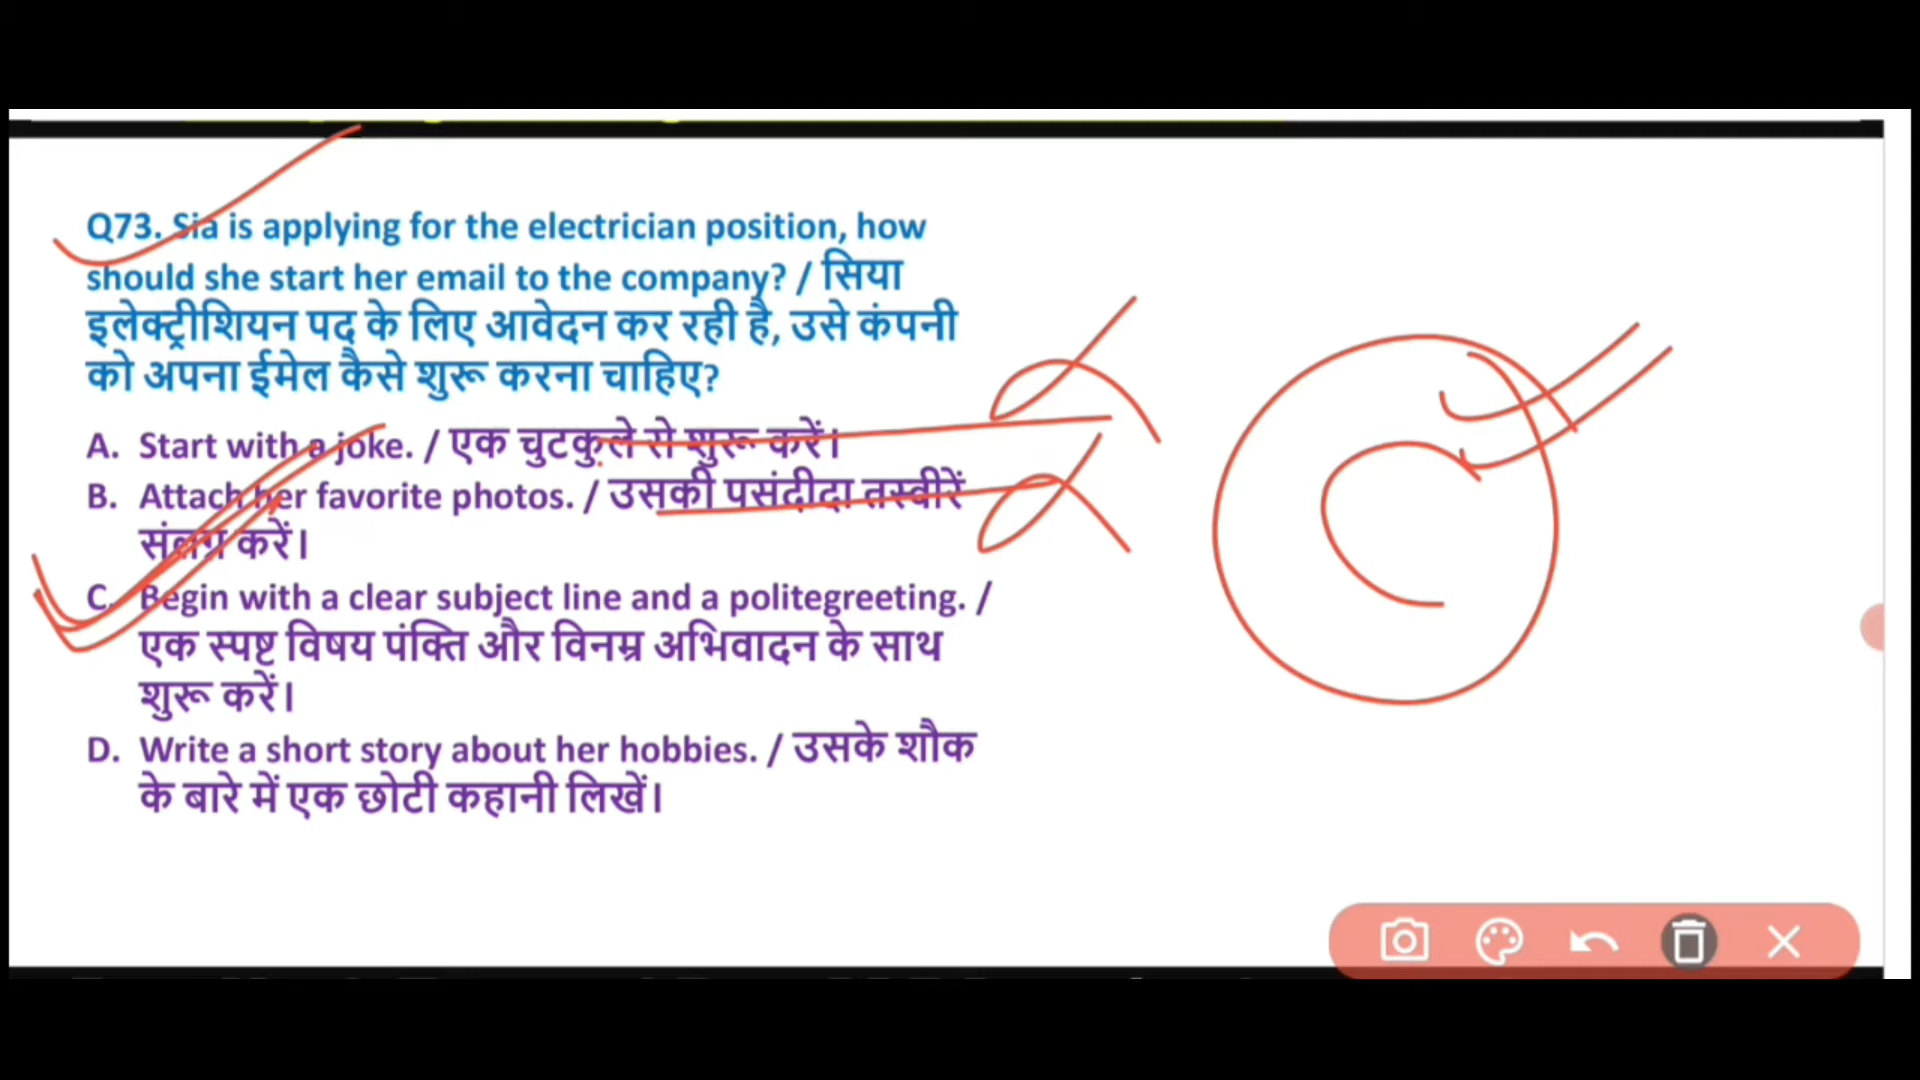 Q73. Sia is applying for the electrician position, how
should she start her email to the company? / सिया
इलेक्ट्रीशियन पद के लिए आवेदन कर रही है, उसे कंपनी
को अपना ईमेल कैसे शुरू करना चाहिए?
A. Start with a joke. / एक चुटकुले से शुरू करें।
B. Attach her favorite photos. / उसकी पसंदीदा तस्वीरें
संलग्न करें।
C. Begin with a clear subject line and a politegreeting. /
एक स्पष्ट विषय पंक्ति और विनम्र अभिवादन के साथ
शुरू करें।
D. Write a short story about her hobbies. / उसके शौक
के बारे में एक छोटी कहानी लिखें।
C